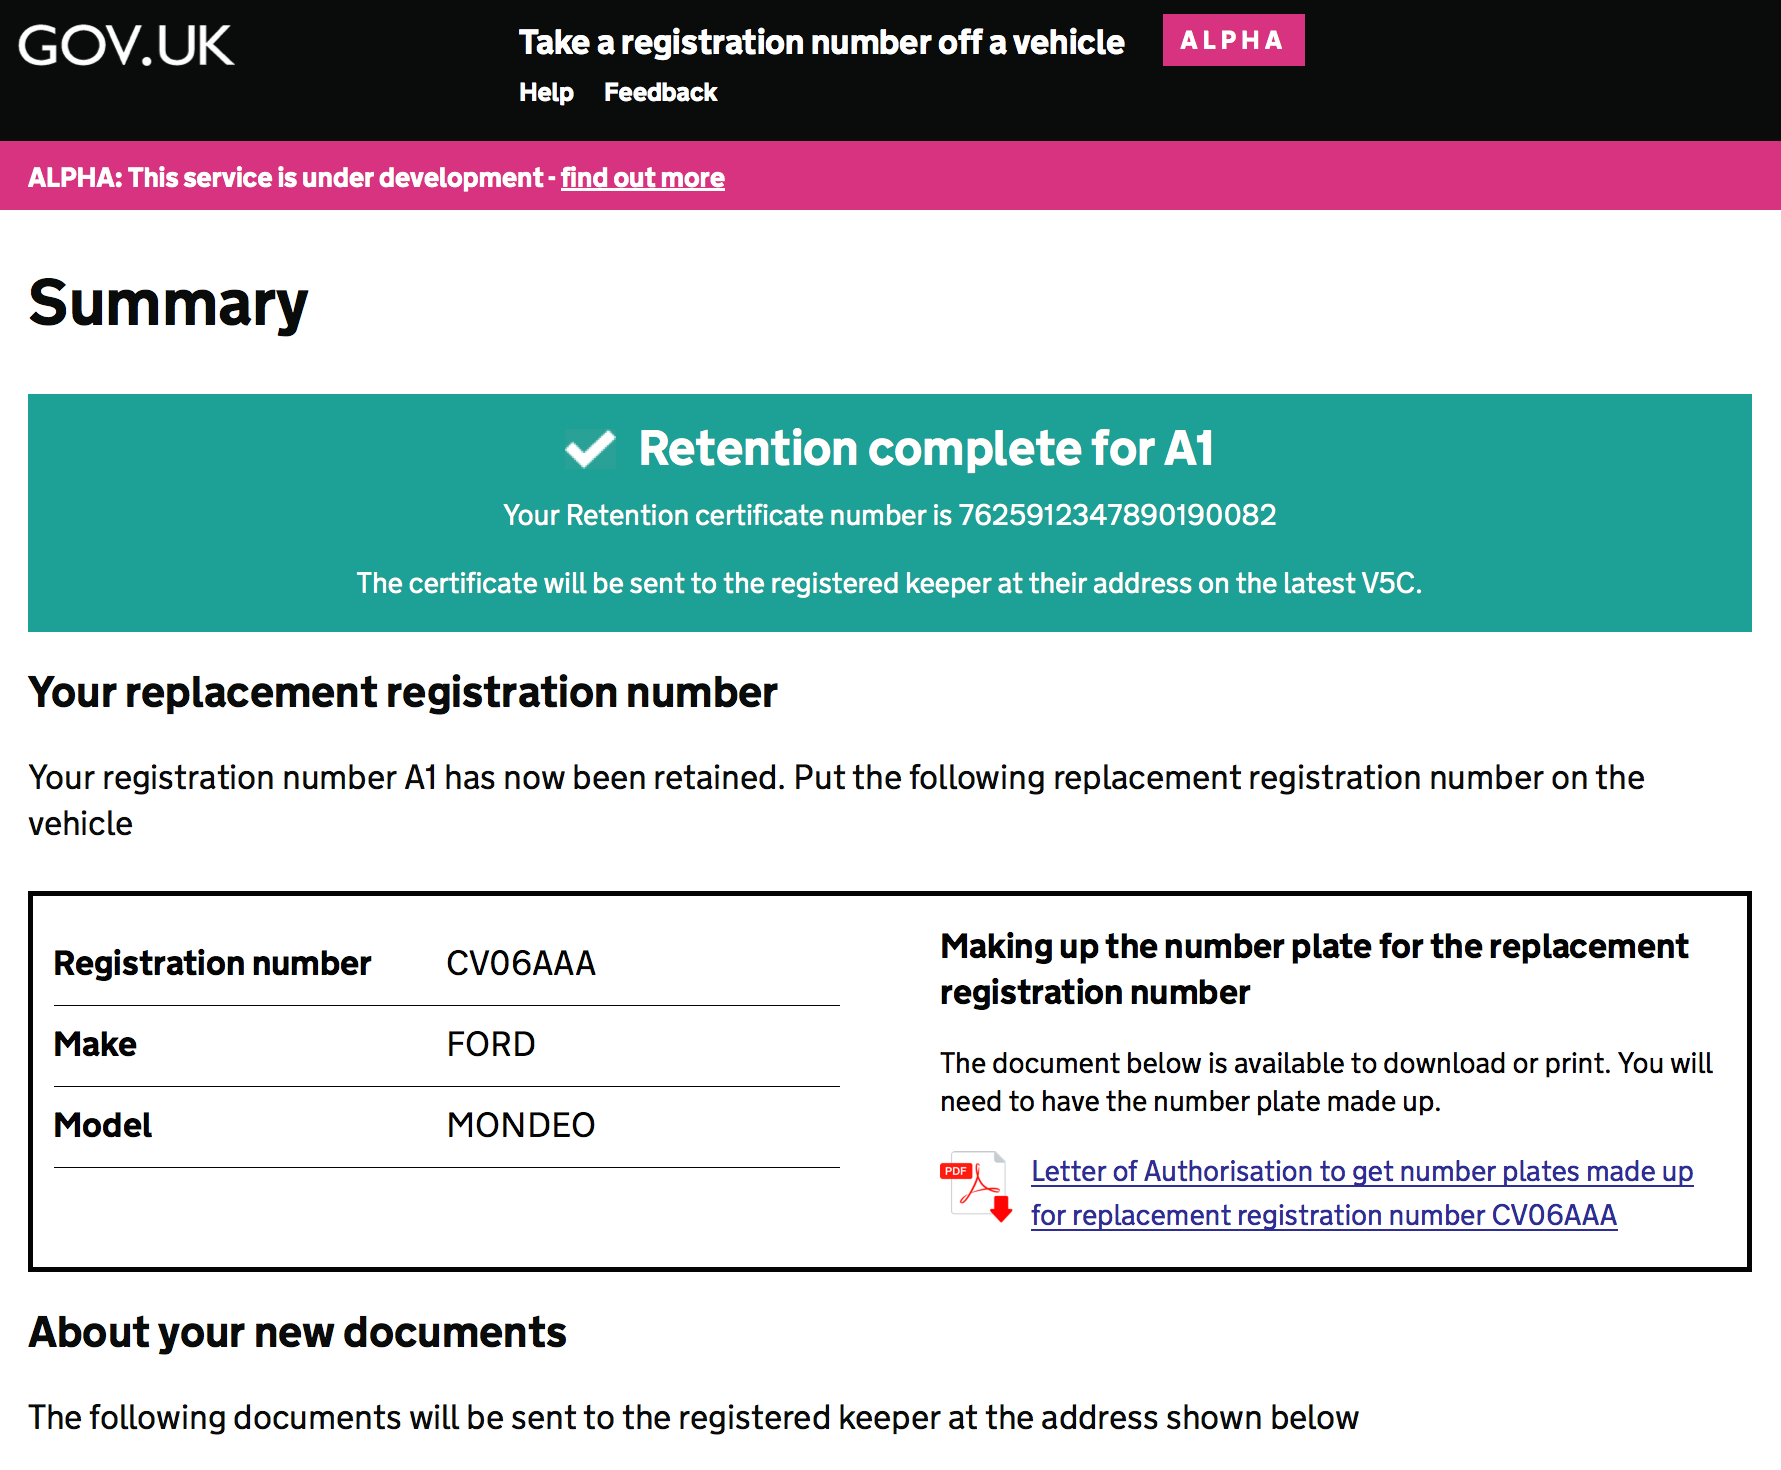 GOV.UK
Take a registration number off a vehicle ALPHA
Help Feedback
ALPHA: This service is under development - find out more
Summary
Retention complete for A1
Your Retention certificate number is 7625912347890190082
The certificate will be sent to the registered keeper at their address on the latest V5C.
Your replacement registration number
Your registration number A1 has now been retained. Put the following replacement registration number on the
vehicle
Registration number CV06AAA
Make FORD
Model MONDEO
Making up the number plate for the replacement
registration number
The document below is available to download or print. You will
need to have the number plate made up.
PDF
Letter of Authorisation to get number plates made up
for replacement registration number CV06AAA
About your new documents
The following documents will be sent to the registered keeper at the address shown below